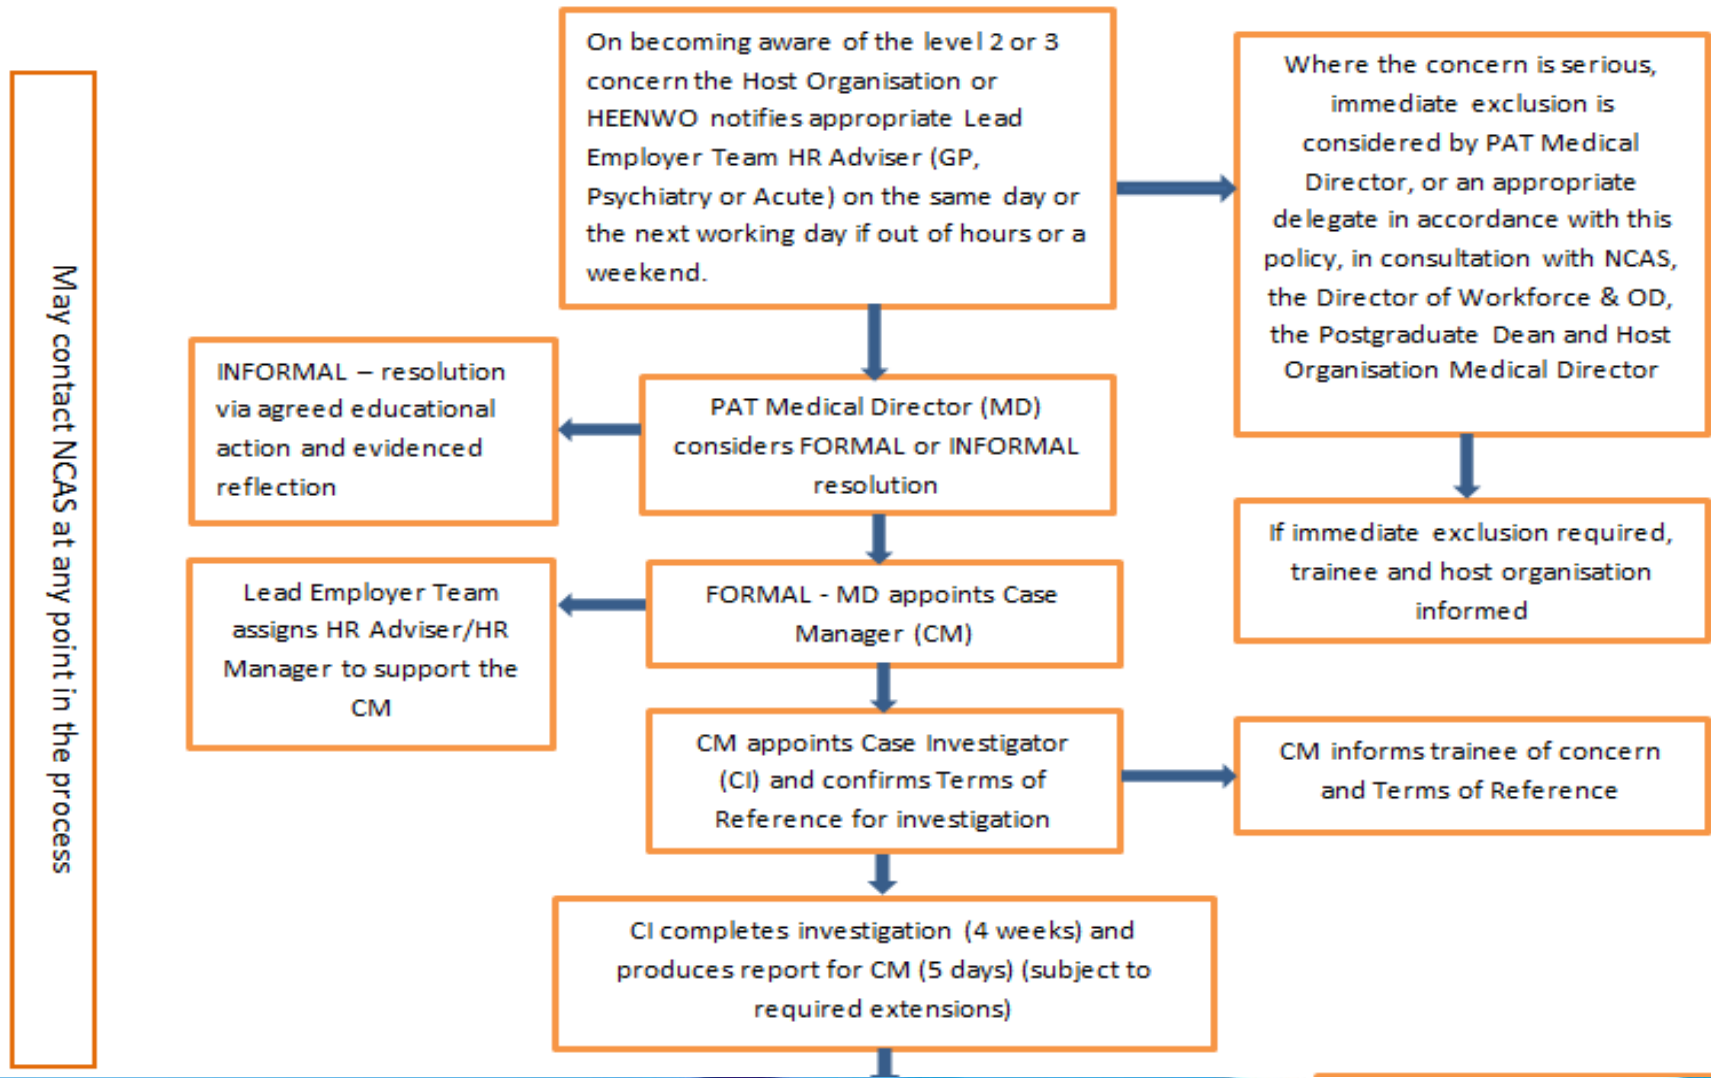 May contact NCAS at any point in the process
On becoming aware of the level 2 or 3
concern the Host Organisation or
HEENWO notifies appropriate Lead
Employer Team HR Adviser (GP,
Psychiatry or Acute) on the same day or
the next working day if out of hours or a
weekend.
Where the concern is serious,
immediate exclusion is
considered by PAT Medical
Director, or an appropriate
delegate in accordance with this
policy, in consultation with NCAS,
the Director of Workforce & OD,
the Postgraduate Dean and Host
Organisation Medical Director
INFORMAL – resolution
via agreed educational
action and evidenced
reflection
PAT Medical Director (MD)
considers FORMAL or INFORMAL
resolution
If immediate exclusion required,
trainee and host organisation
informed
Lead Employer Team
assigns HR Adviser/HR
Manager to support the
CM
FORMAL - MD appoints Case
Manager (CM)
CM appoints Case Investigator
(CI) and confirms Terms of
Reference for investigation
CM informs trainee of concern
and Terms of Reference
CI completes investigation (4 weeks) and
produces report for CM (5 days) (subject to
required extensions)